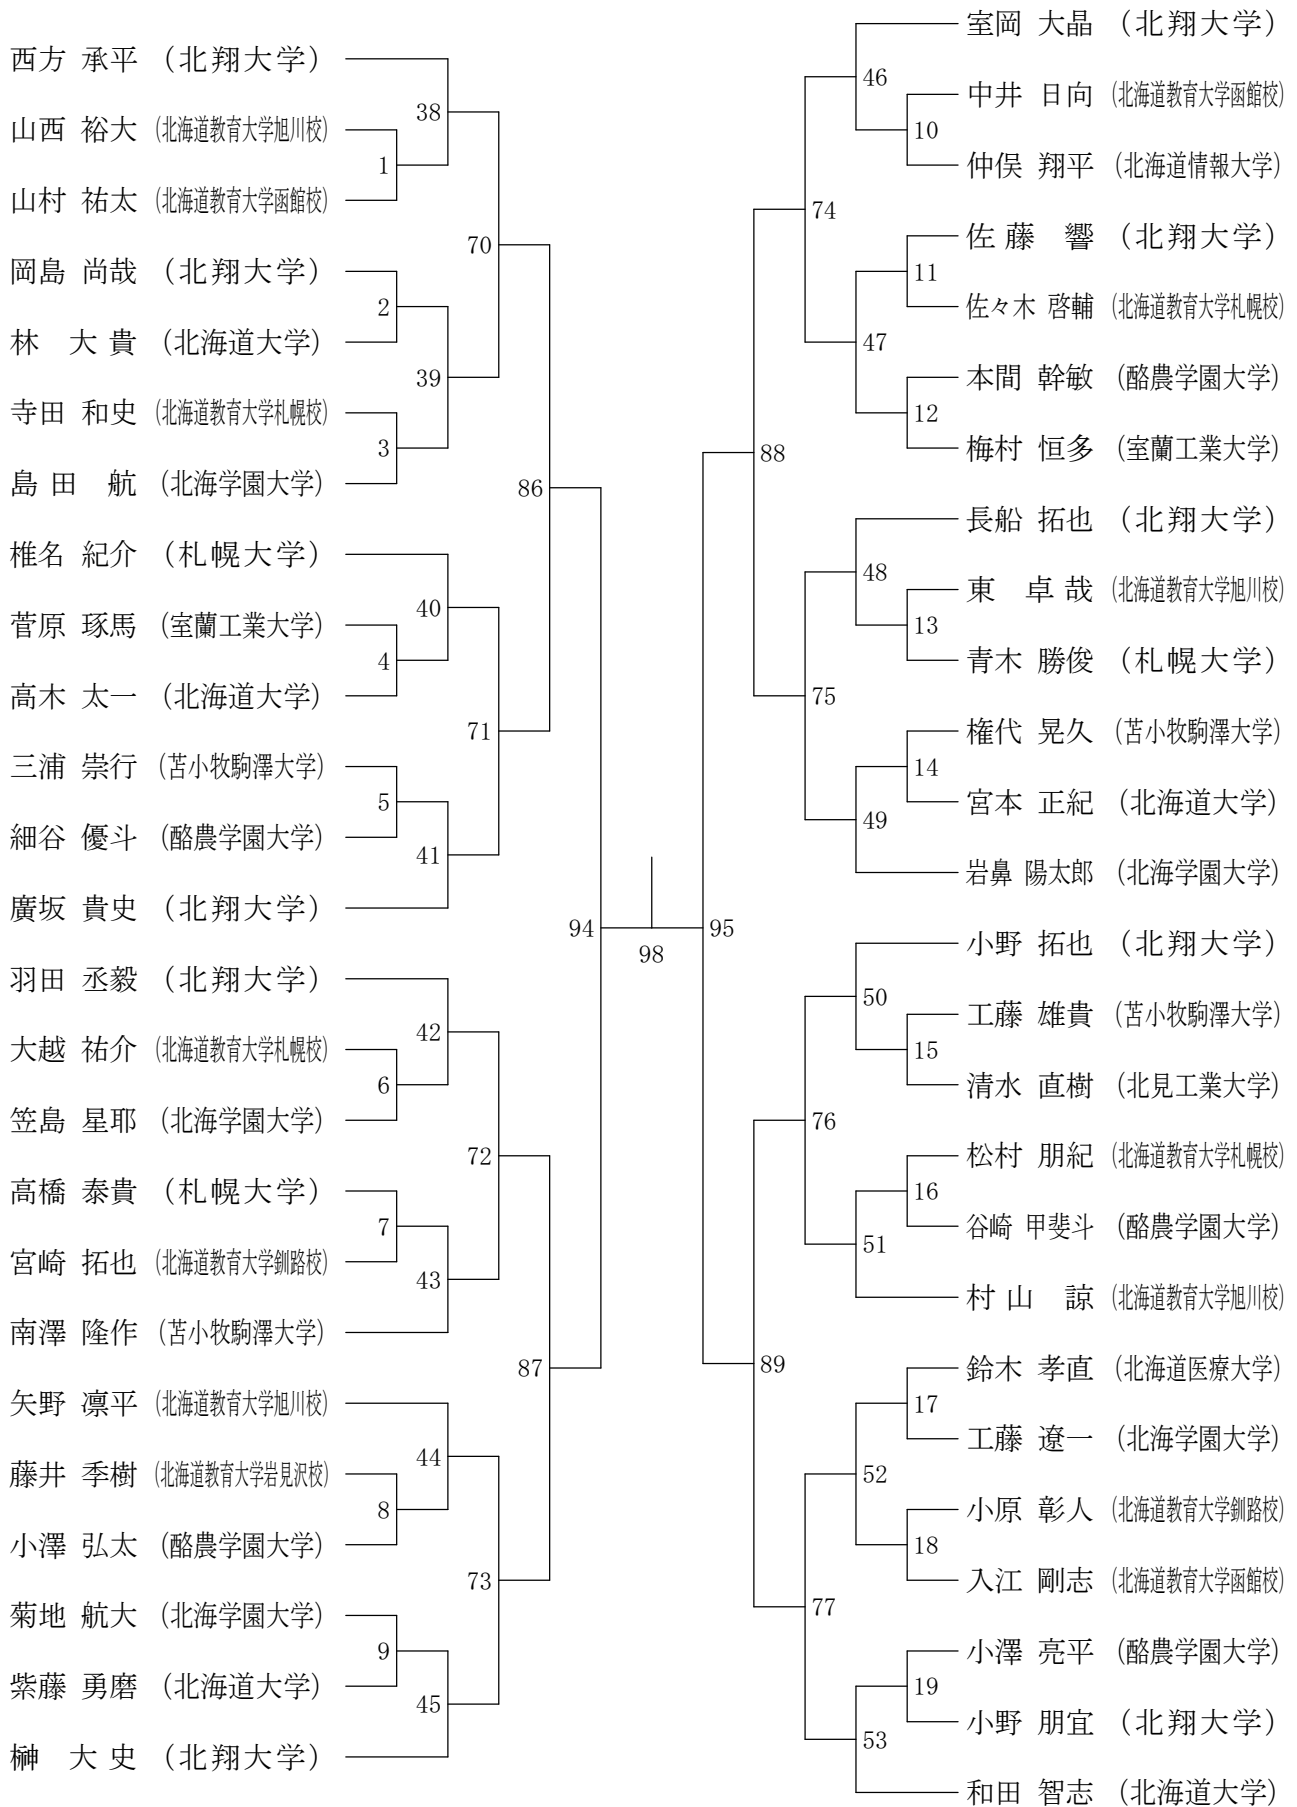 西方 承平 （北翔大学）
38
山西 裕大 （北海道教育大学旭川校）
1
山村 祐太 （北海道教育大学函館校）
70
岡島 尚哉 （北翔大学）
2
林 大貴 （北海道大学）
39
寺田 和史 （北海道教育大学札幌校）
3
島田 航 （北海学園大学）
86
椎名 紀介 （札幌大学）
40
菅原 琢馬 （室蘭工業大学）
4
高木 太一 （北海道大学）
71
三浦 崇行 （苫小牧駒澤大学）
5
細谷 優斗 （酪農学園大学）
41
廣坂 貴史 （北翔大学）
94
羽田 丞毅 （北翔大学）
42
大越 祐介 （北海道教育大学札幌校）
6
笠島 星耶 （北海学園大学）
72
高橋 泰貴 （札幌大学）
7
宮崎 拓也 （北海道教育大学釧路校）
43
南澤 隆作 （苫小牧駒澤大学）
87
矢野 凛平 （北海道教育大学旭川校）
44
藤井 季樹 （北海道教育大学岩見沢校）
8
小澤 弘太 （酪農学園大学）
73
菊地 航大 （北海学園大学）
9
柴藤 勇磨 （北海道大学）
45
榊 大史 （北翔大学）
98
室岡 大晶 （北翔大学）
46
中井 日向 （北海道教育大学函館校）
10
仲俣 翔平 （北海道情報大学）
74
佐藤 響 （北翔大学）
11
佐々木 啓輔 （北海道教育大学札幌校）
47
本間 幹敏 （酪農学園大学）
12
梅村 恒多 （室蘭工業大学）
88
長船 拓也 （北翔大学）
48
東 卓哉 （北海道教育大学旭川校）
13
青木 勝俊 （札幌大学）
75
権代 晃久 （苫小牧駒澤大学）
14
宮本 正紀 （北海道大学）
49
岩鼻 陽太郎 （北海学園大学）
95
小野 拓也 （北翔大学）
50
工藤 雄貴 （苫小牧駒澤大学）
15
清水 直樹 （北見工業大学）
76
松村 朋紀 （北海道教育大学札幌校）
16
谷崎 甲斐斗 （酪農学園大学）
51
村山 諒 （北海道教育大学旭川校）
89
鈴木 孝直 （北海道医療大学）
17
工藤 遼一 （北海学園大学）
52
小原 彰人 （北海道教育大学釧路校）
18
入江 剛志 （北海道教育大学函館校）
77
小澤 亮平 （酪農学園大学）
19
小野 朋宜 （北翔大学）
53
和田 智志 （北海道大学）